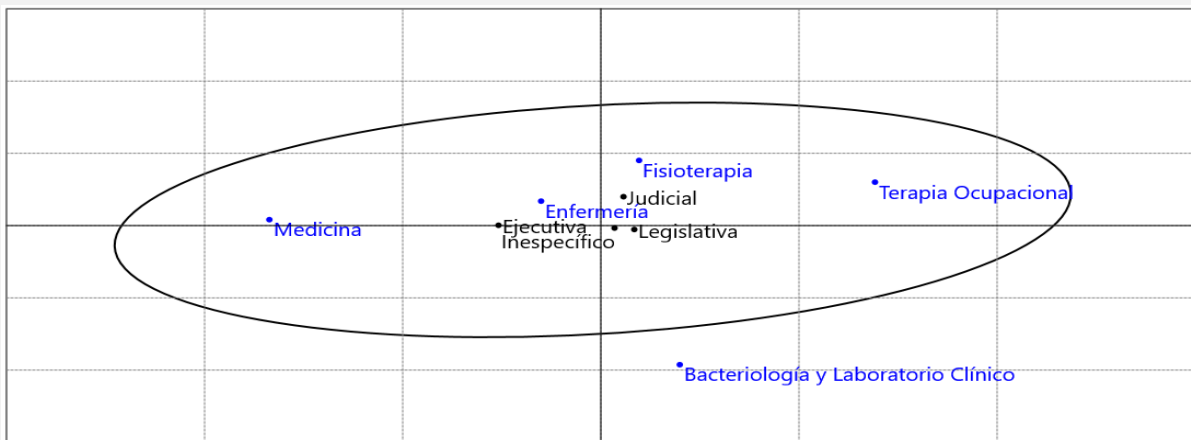 Fisioterapia
Terapia Ocupacional
Judicial
Enfermería
Medicina
Ejecutiva
Legislativa
Inespecífico
Bacteriología y Laboratorio Clínico